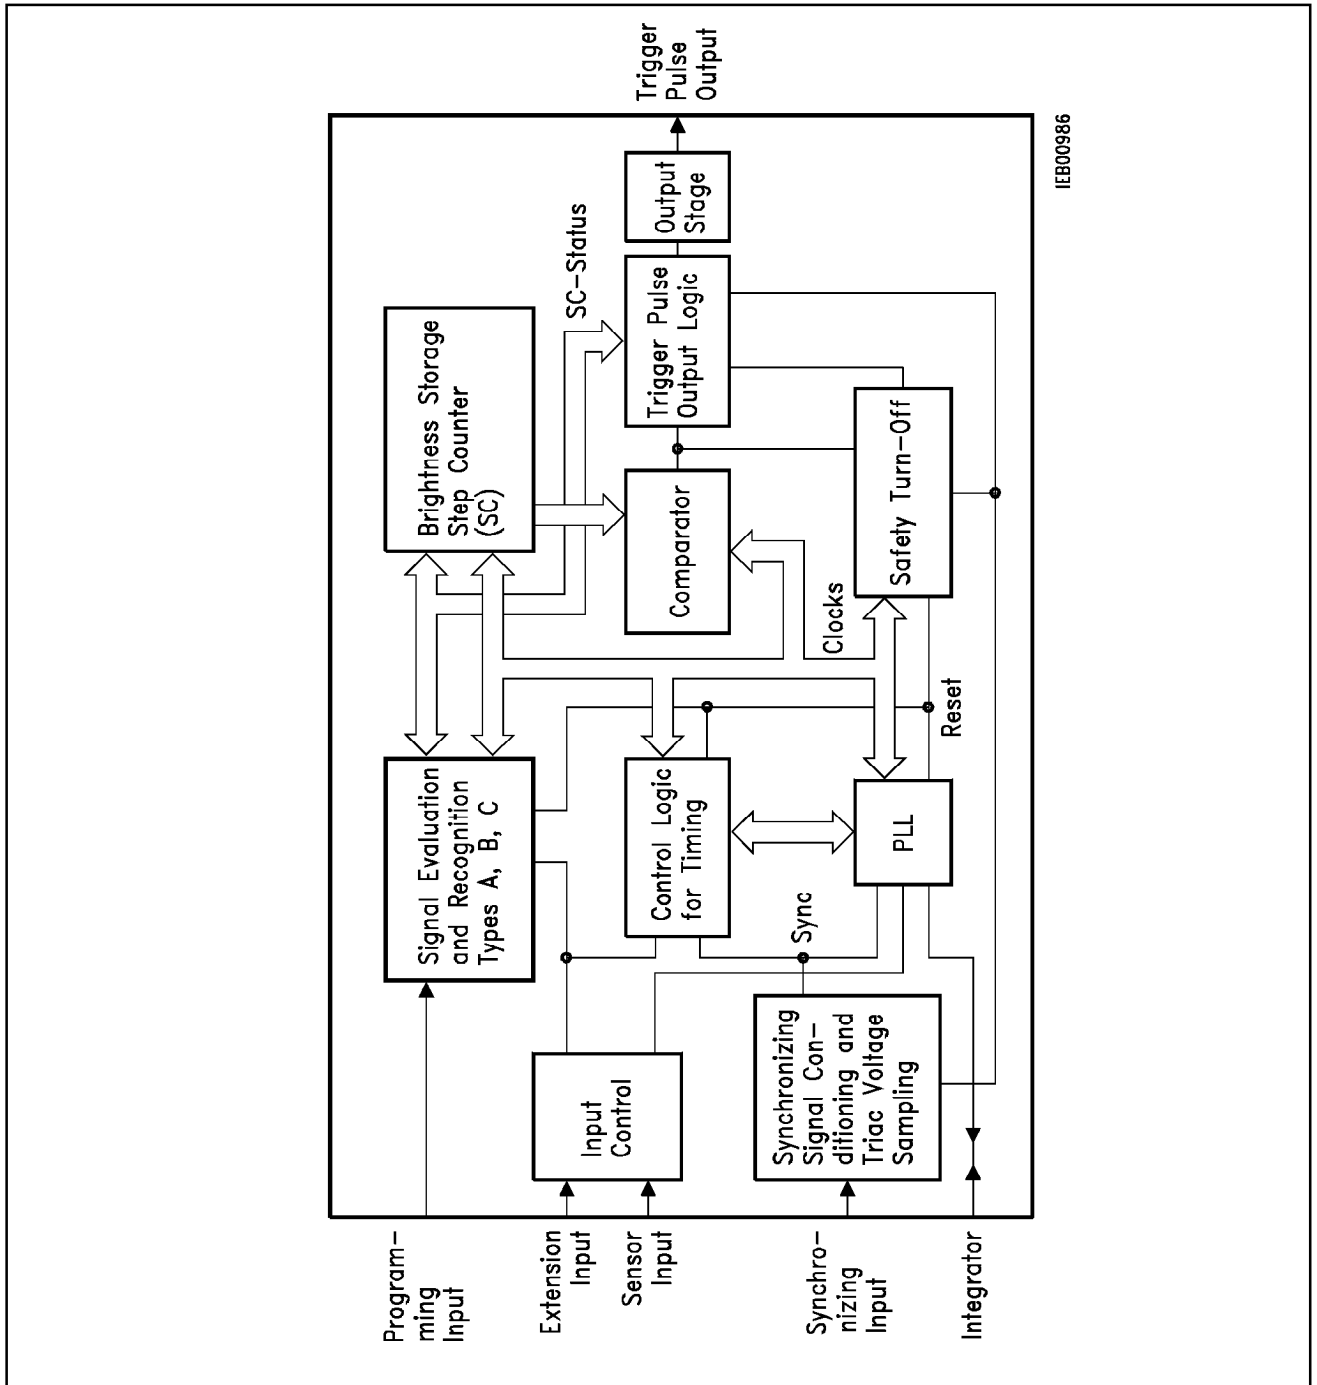 Program-
ming
Input
Extension
Input
Sensor
Input
Synchro-
nizing
Input
Integrator
Signal Evaluation
and Recognition
Types A, B, C
Input
Control
Synchronizing
Signal Con-
ditioning and
Triac Voltage
Sampling
Sync
Control Logic
for Timing
PLL
Reset
Clocks
Brightness Storage
Step Counter
(SC)
SC-Status
Comparator
Safety Turn-Off
Trigger Pulse
Output Logic
Output
Stage
Trigger
Pulse
Output
IEB00986